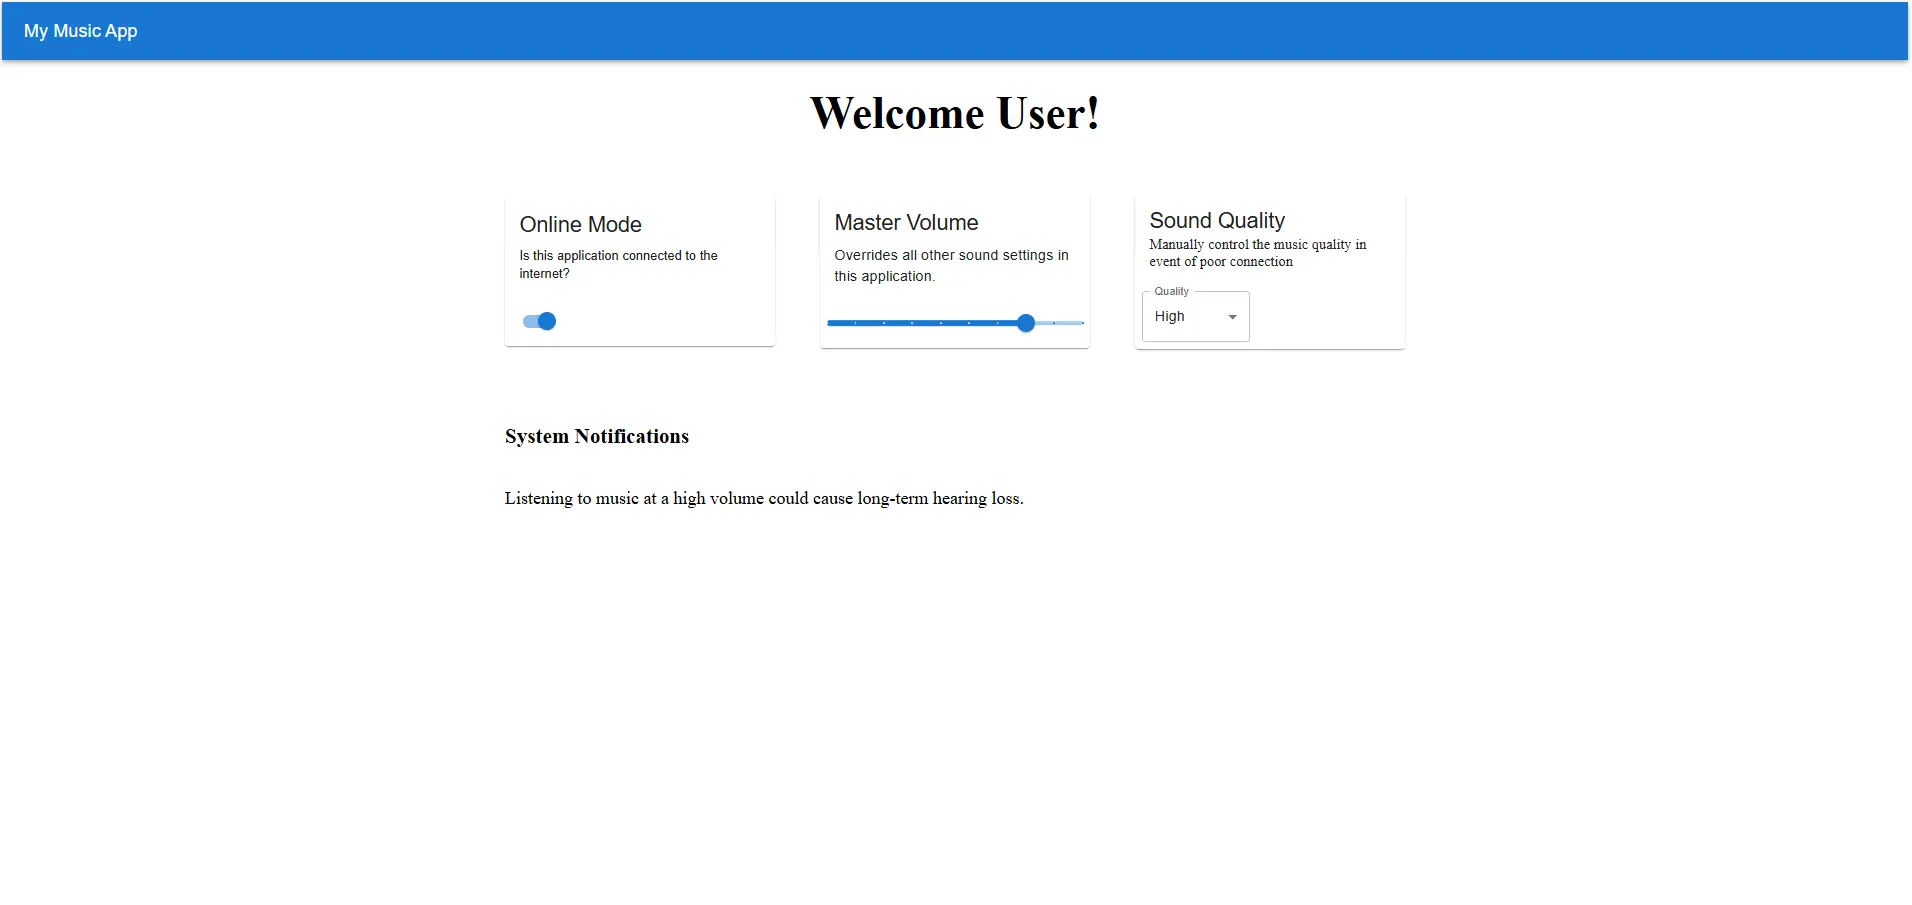 My Music App
Welcome User!
Online Mode
Is this application connected to the
internet?
Master Volume
Overrides all other sound settings in
this application.
Sound Quality
Manually control the music quality in
event of poor connection
Quality
High
System Notifications
Listening to music at a high volume could cause long-term hearing loss.